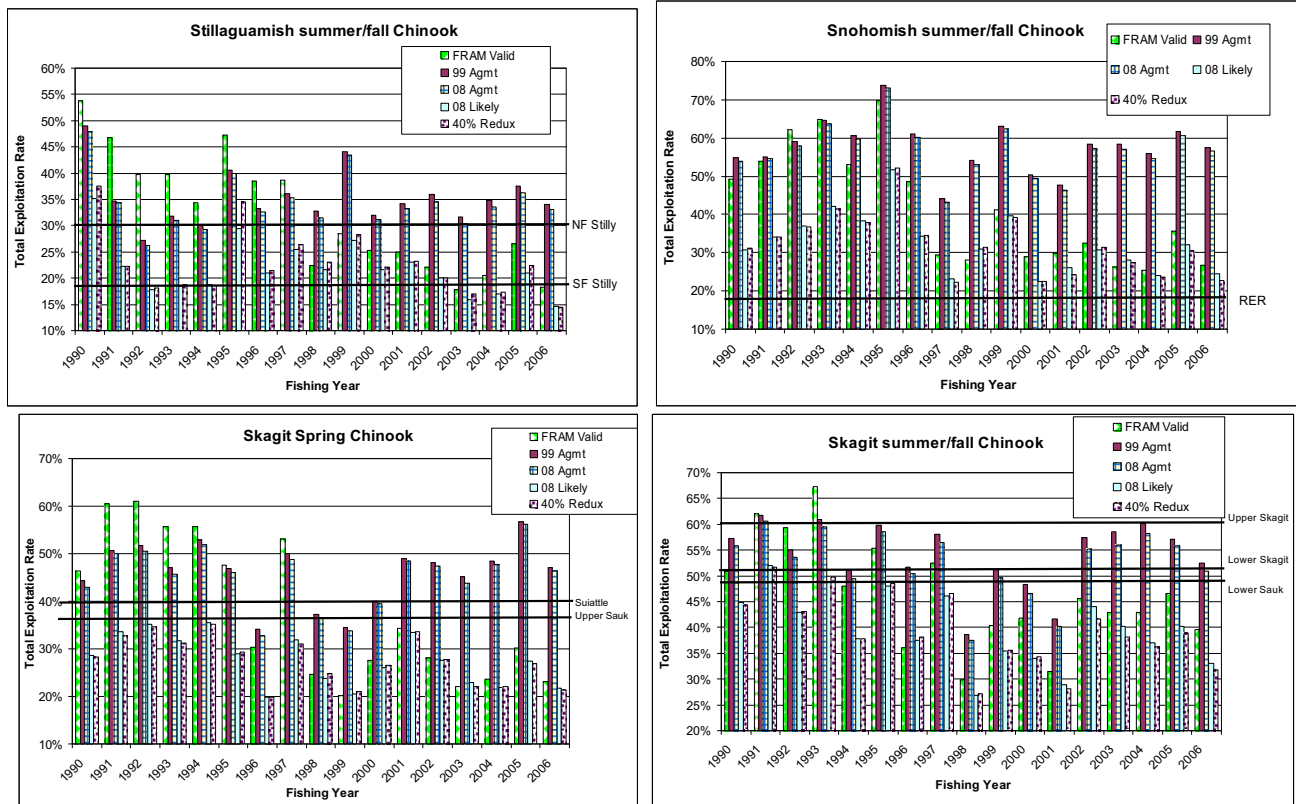 Stillaguamish summer/fall Chinook
FRAM Valid
99 Agmt
08 Agmt
08 Likely
40% Redux
Total Exploitation Rate
60%
55%
50%
45%
40%
35%
30%
25%
20%
15%
10%
NF Stilly
SF Stilly
1990
1991
1992
1993
1994
1995
1996
1997
1998
1999
2000
2001
2002
2003
2004
2005
2006
Fishing Year
Snohomish summer/fall Chinook
FRAM Valid
99 Agmt
08 Agmt
08 Likely
40% Redux
Total Exploitation Rate
80%
70%
60%
50%
40%
30%
20%
10%
RER
1990
1991
1992
1993
1994
1995
1996
1997
1998
1999
2000
2001
2002
2003
2004
2005
2006
Fishing Year
Skagit Spring Chinook
FRAM Valid
99 Agmt
08 Agmt
08 Likely
40% Redux
Total Exploitation Rate
70%
60%
50%
40%
30%
20%
10%
Suiattle
Upper Sauk
1990
1991
1992
1993
1994
1995
1996
1997
1998
1999
2000
2001
2002
2003
2004
2005
2006
Fishing Year
Skagit summer/fall Chinook
FRAM Valid
99 Agmt
08 Agmt
08 Likely
40% Redux
Total Exploitation Rate
70%
65%
60%
55%
50%
45%
40%
35%
30%
25%
20%
Upper Skagit
Lower Skagit
Lower Sauk
1990
1991
1992
1993
1994
1995
1996
1997
1998
1999
2000
2001
2002
2003
2004
2005
2006
Fishing Year